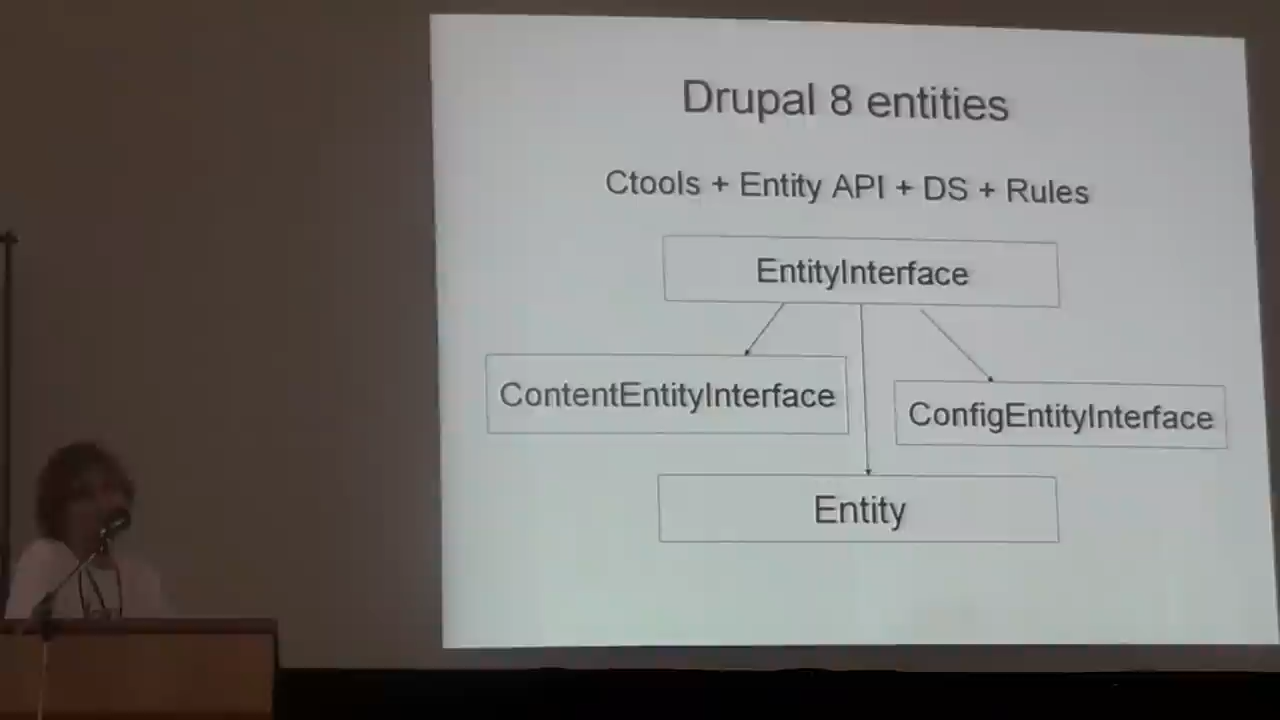 Drupal 8 entities
Ctools + Entity API + DS + Rules
EntityInterface
ContentEntityInterface
ConfigEntityInterface
Entity